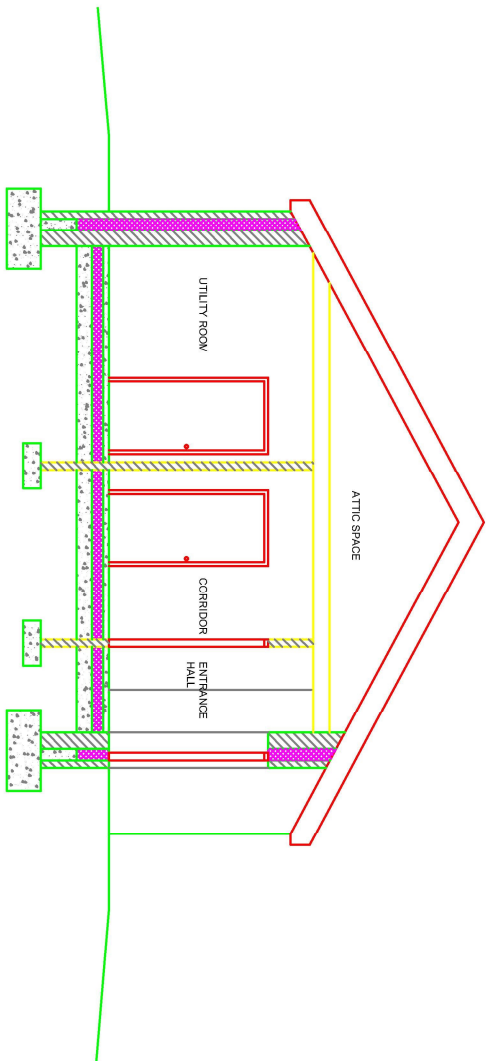 ATTIC SPACE
UTILITY ROOM
CORRIDOR
ENTRANCE
HALL